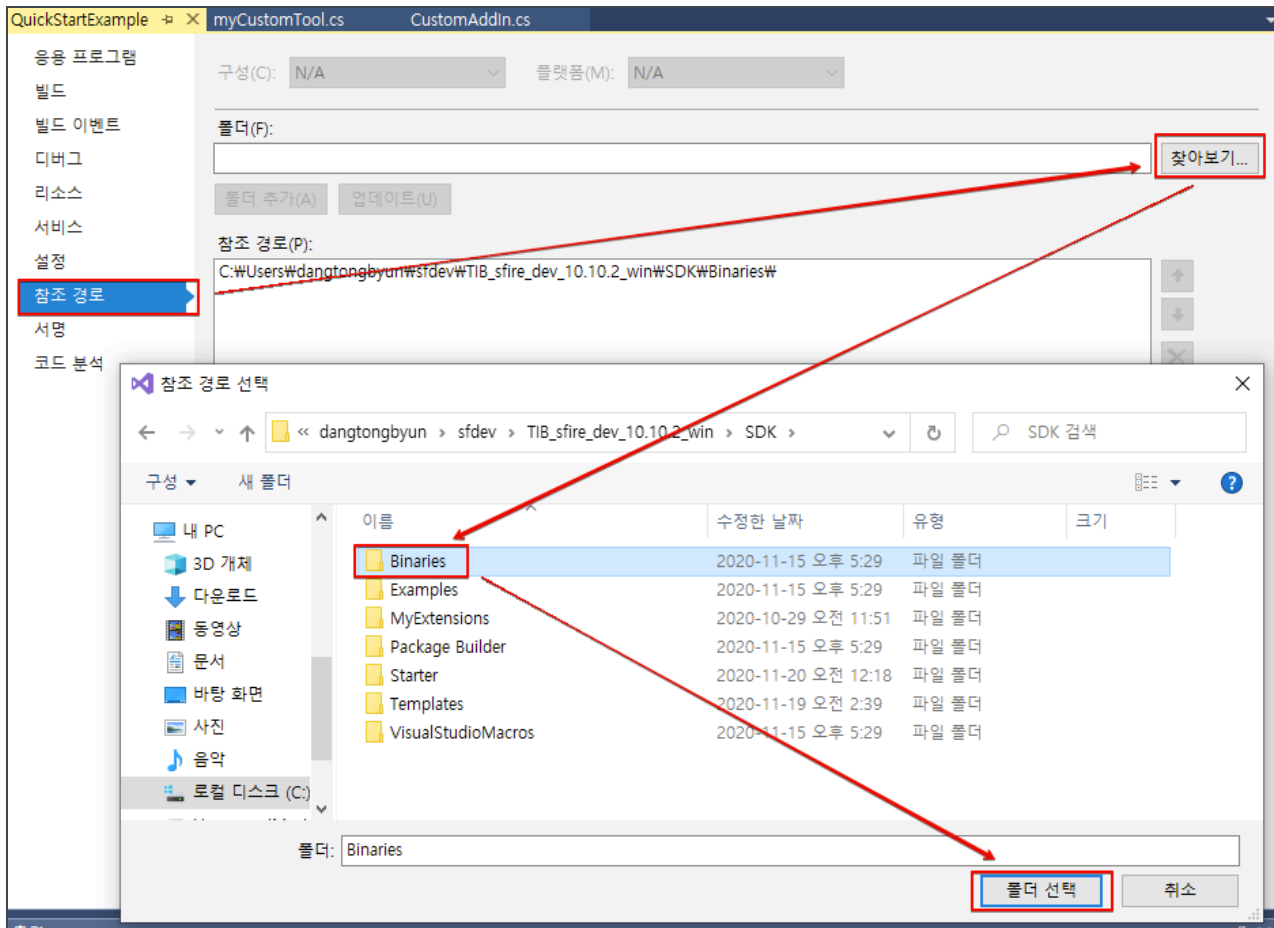 QuickStartExample myCustomTool.cs CustomAddIn.cs
응용 프로그램
빌드
빌드 이벤트
디버그
리소스
서비스
설정
참조 경로
서명
코드 분석
구성(C): N/A 플랫폼(M): N/A
폴더(F):
찾아보기...
폴더 추가(A) 업데이트(U)
참조 경로(P):
C:₩Users₩dangtongbyun₩sfdev₩TIB_sfire_dev_10.10.2_win₩SDK₩Binaries₩
참조 경로 선택
« dangtongbyun › sfdev › TIB_sfire_dev_10.10.2_win › SDK ›
SDK 검색
구성 새 폴더
내 PC
3D 개체
다운로드
동영상
문서
바탕 화면
사진
음악
로컬 디스크 (C:)
이름 수정한 날짜 유형 크기
Binaries 2020-11-15 오후 5:29 파일 폴더
Examples 2020-11-15 오후 5:29 파일 폴더
MyExtensions 2020-10-29 오전 11:51 파일 폴더
Package Builder 2020-11-15 오후 5:29 파일 폴더
Starter 2020-11-20 오전 12:18 파일 폴더
Templates 2020-11-19 오전 2:39 파일 폴더
VisualStudioMacros 2020-11-15 오후 5:29 파일 폴더
폴더: Binaries
폴더 선택 취소